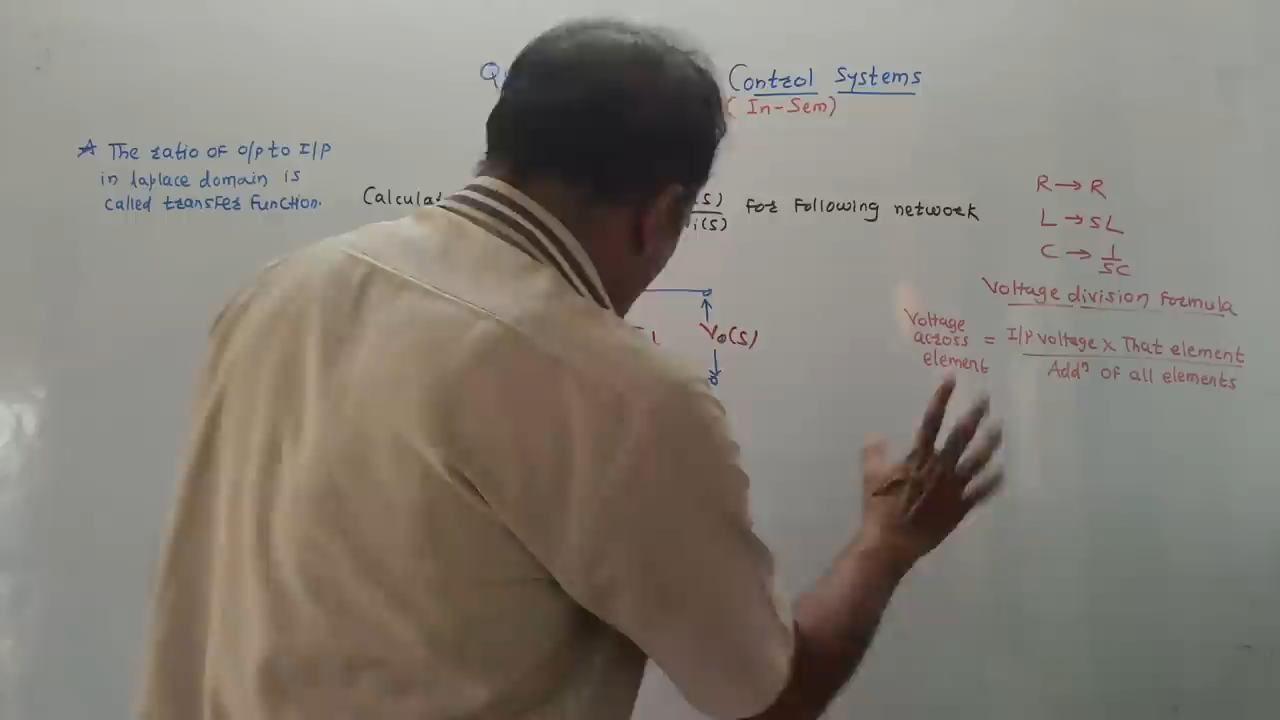 Control Systems
( In-Sem)
* The ratio of O/P to I/P
in laplace domain is
called transfer function.
for following network
R → R
L → sL
C → 1/sC
Voltage division formula
Voltage across element = I/P voltage x That element / Addⁿ of all elements
Vo(s)